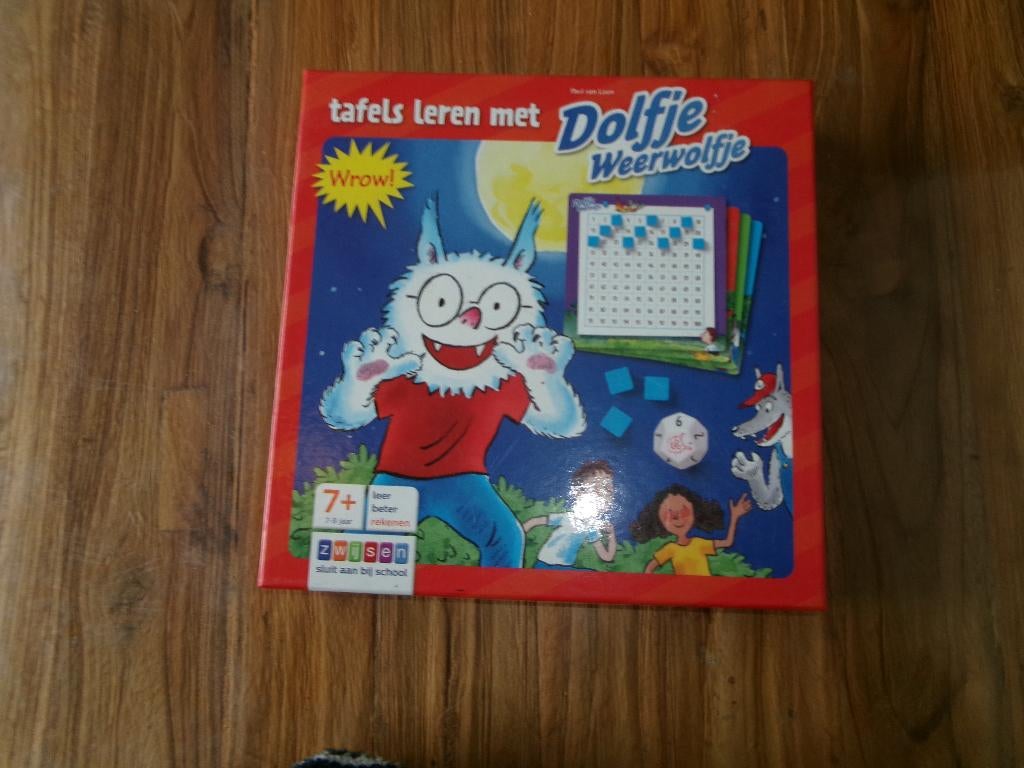 Paul van Loon
tafels leren met
Dolfje
Weerwolfje
Wrow!
6
7+
7-9 jaar
leer
beter
rekenen
zwijsen
sluit aan bij school